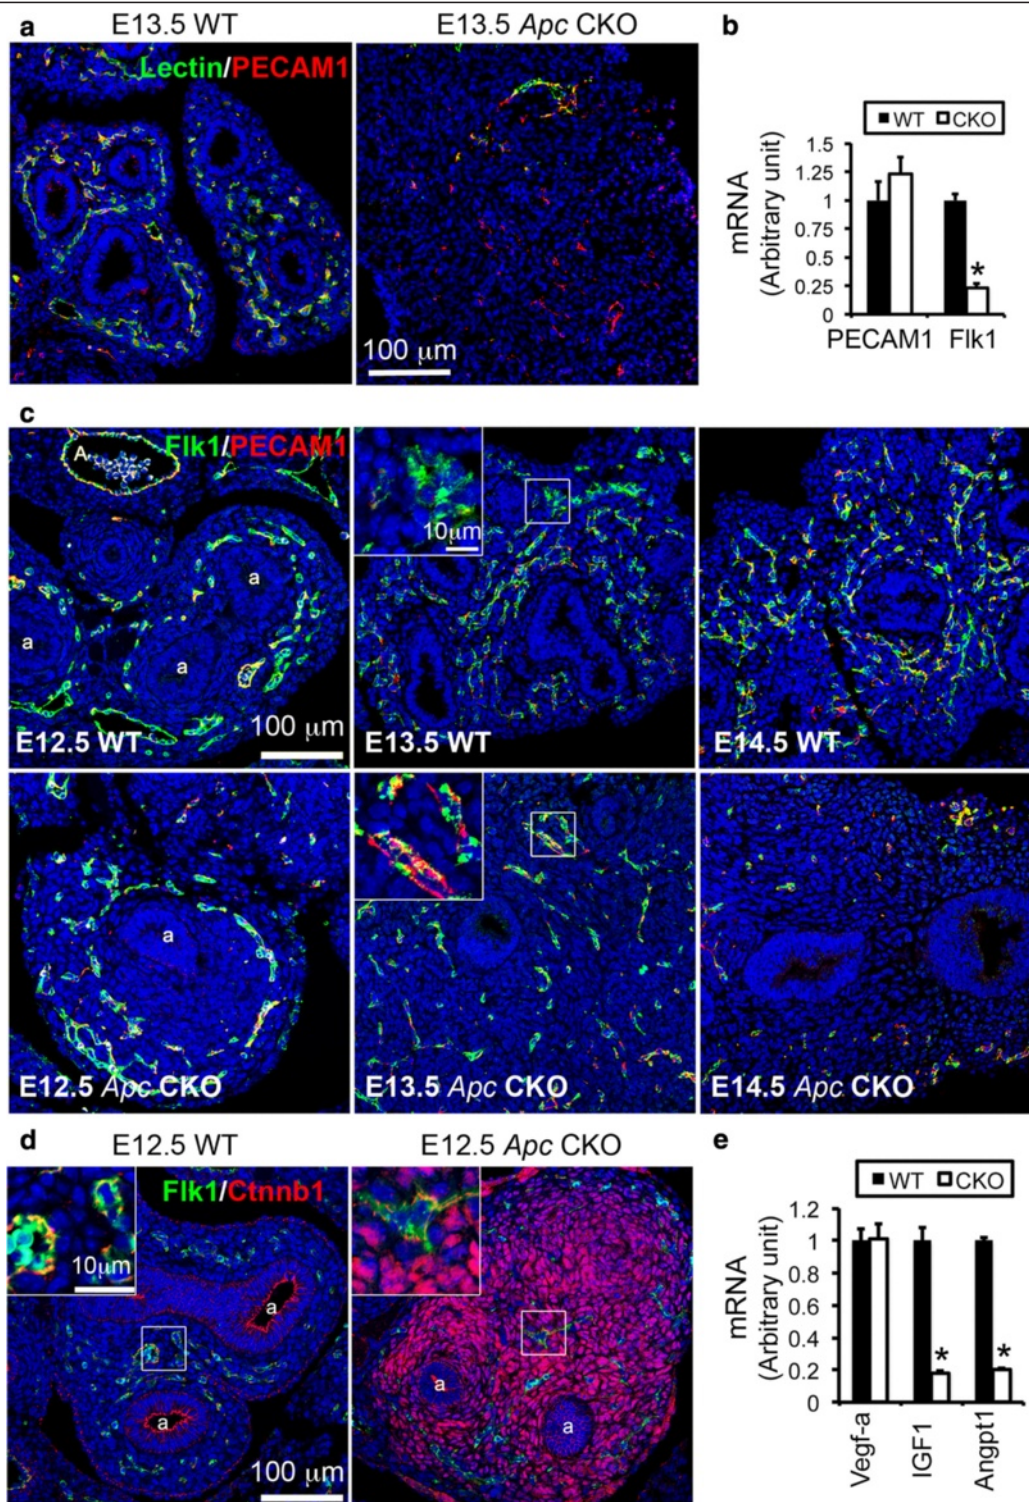 a
E13.5 WT
E13.5 Apc CKO
Lectin/PECAM1
100 μm
b
WT CKO
mRNA
(Arbitrary unit)
1.5
1.25
1
0.75
0.5
0.25
0
*
PECAM1 Flk1
c
Flk1/PECAM1
A
a
a
a
10μm
100 μm
E12.5 WT
E13.5 WT
E14.5 WT
a
E12.5 Apc CKO
E13.5 Apc CKO
E14.5 Apc CKO
d
E12.5 WT
E12.5 Apc CKO
Flk1/Ctnnb1
10μm
a
a
100 μm
a
a
e
WT CKO
mRNA
(Arbitrary unit)
1.2
1
0.8
0.6
0.4
0.2
0
*
*
Vegf-a
IGF1
Angpt1